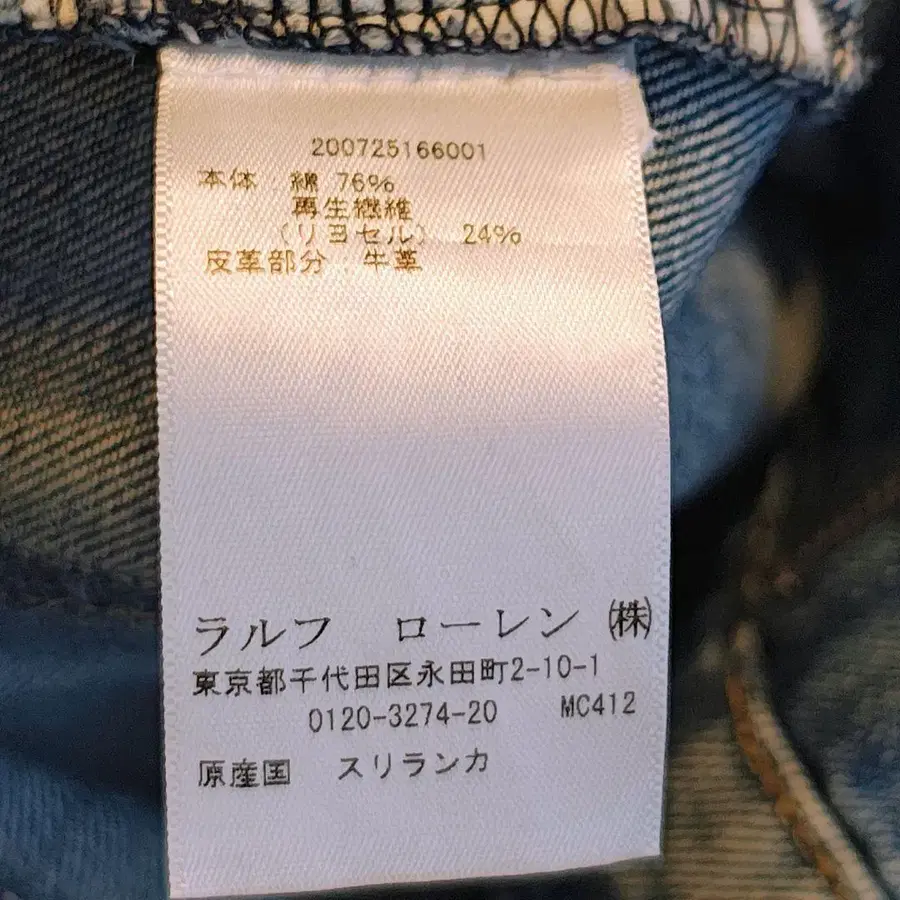 200725166001
本体 : 綿 76%
再生繊維
(リヨセル) 24%
皮革部分 : 牛革
ラルフ ローレン ㈱
東京都千代田区永田町2-10-1
0120-3274-20 MC412
原産国 スリランカ